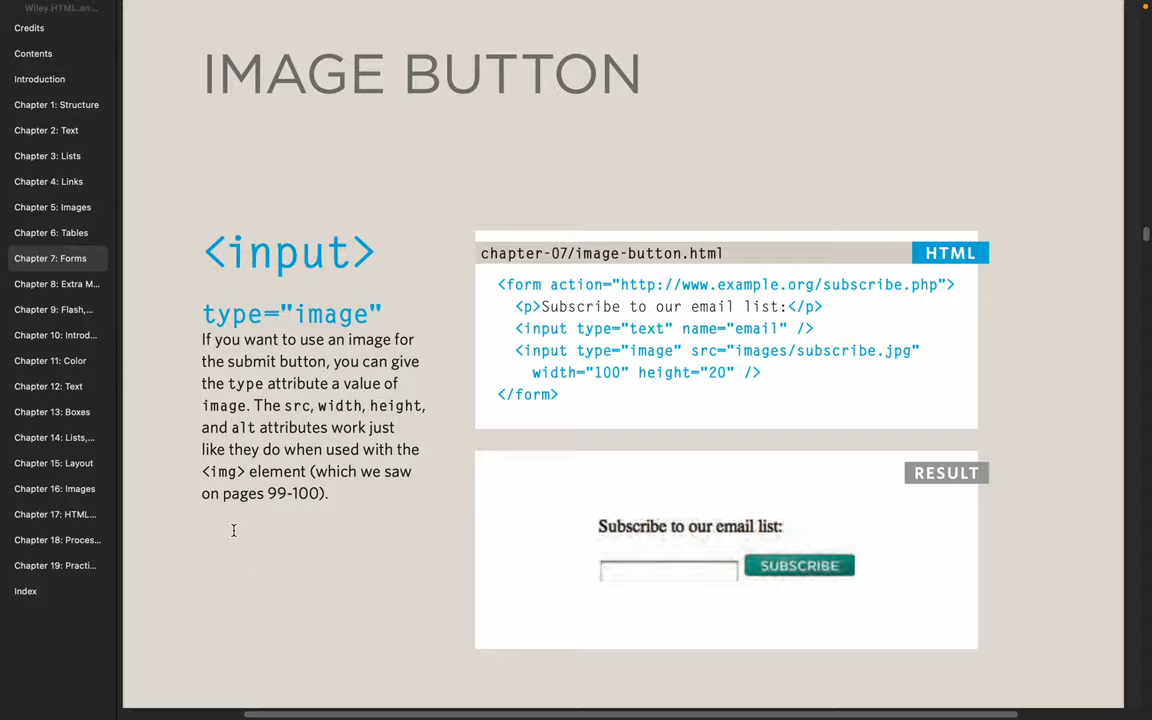 Wiley.HTML.an...
Credits
Contents
Introduction
Chapter 1: Structure
Chapter 2: Text
Chapter 3: Lists
Chapter 4: Links
Chapter 5: Images
Chapter 6: Tables
Chapter 7: Forms
Chapter 8: Extra M...
Chapter 9: Flash,...
Chapter 10: Introd...
Chapter 11: Color
Chapter 12: Text
Chapter 13: Boxes
Chapter 14: Lists,...
Chapter 15: Layout
Chapter 16: Images
Chapter 17: HTML...
Chapter 18: Proces...
Chapter 19: Practi...
Index
IMAGE BUTTON
<input>
type="image"
If you want to use an image for
the submit button, you can give
the type attribute a value of
image. The src, width, height,
and alt attributes work just
like they do when used with the
<img> element (which we saw
on pages 99-100).
chapter-07/image-button.html
HTML
<form action="http://www.example.org/subscribe.php">
<p>Subscribe to our email list:</p>
<input type="text" name="email" />
<input type="image" src="images/subscribe.jpg"
width="100" height="20" />
</form>
RESULT
Subscribe to our email list:
SUBSCRIBE